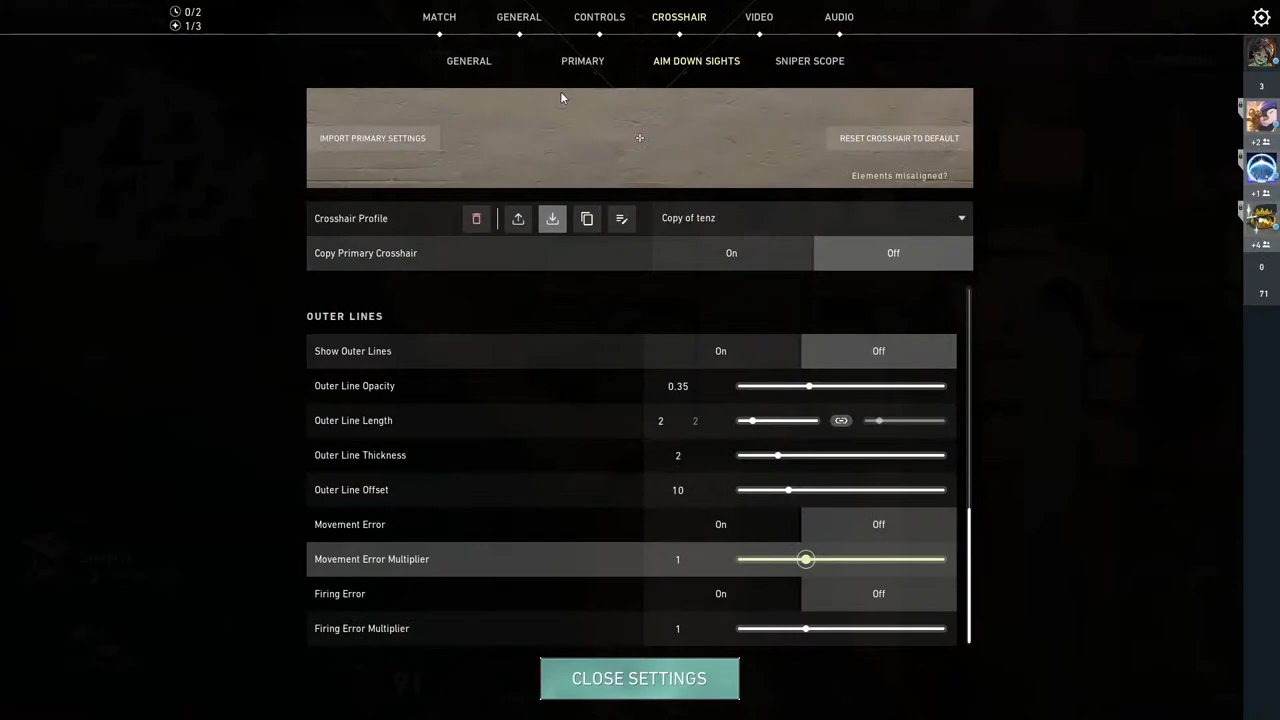 0/2
1/3
MATCH GENERAL CONTROLS CROSSHAIR VIDEO AUDIO
GENERAL PRIMARY AIM DOWN SIGHTS SNIPER SCOPE
IMPORT PRIMARY SETTINGS RESET CROSSHAIR TO DEFAULT
Elements misaligned?
Crosshair Profile Copy of tenz
Copy Primary Crosshair On Off
OUTER LINES
Show Outer Lines On Off
Outer Line Opacity 0.35
Outer Line Length 2 2
Outer Line Thickness 2
Outer Line Offset 10
Movement Error On Off
Movement Error Multiplier 1
Firing Error On Off
Firing Error Multiplier 1
CLOSE SETTINGS
91
3
+2
+1
+4
0
71